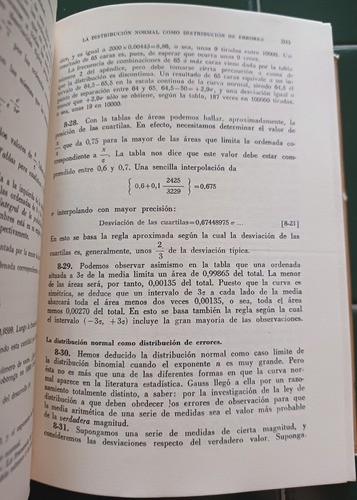 LA DISTRIBUCIÓN NORMAL COMO DISTRIBUCIÓN DE ERRORES 203
ción, y es igual a 2000×0,00443=8,86, o sea, unas 9 tiradas entre 10000. Un
resultado de 65 caras es, pues, de esperar que ocurra unas 9 veces.
La frecuencia de combinaciones de 65 o más caras viene dada por la tabla
2 del apéndice, pero debe tomarse cierta precaución a causa de
que la distribución es discontinua. Un resultado de 65 caras equivale a un
intervalo de 64,5-65,5 en la escala continua de la curva normal, siendo 64,5 el
punto de separación entre 64 y 65. 64,5-50=+2,9σ, y una desviación igual o
mayor que +2,9σ sólo se obtiene, según la tabla, 187 veces en 100000 tiradas,
o sea, unas 19 en 10000.
8-28. Con las tablas de áreas podemos hallar, aproximadamente, la
posición de las cuartilas. En efecto, necesitamos determinar el valor de
que da 0,75 para la mayor de las áreas que limita la ordenada co-
rrespondiente a x/s. La tabla nos dice que este valor debe estar com-
prendido entre 0,6 y 0,7. Una sencilla interpolación da
{ 0,6+0,1 2425/3229 } =0,675
e interpolando con mayor precisión:
Desviación de las cuartilas=0,67448975 σ ... [8-21]
En esto se basa la regla aproximada según la cual la desviación de las
cuartilas es, generalmente, unos 2/3 de la desviación típica.
8-29. Podemos observar asimismo en la tabla que una ordenada
situada a 3σ de la media limita un área de 0,99865 del total. La menor
de las áreas será, por tanto, 0,00135 del total. Puesto que la curva es
simétrica, se deduce que un intervalo de 3σ a cada lado de la media
abarcará toda el área menos dos veces 0,00135, o sea, toda el área
menos 0,00270 del total. En esto se basa también la regla según la cual
el intervalo (−3s, +3s) incluye la gran mayoría de las observaciones.
La distribución normal como distribución de errores.
8-30. Hemos deducido la distribución normal como caso límite de
la distribución binomial cuando el exponente n es muy grande. Pero
ésta no es más que una de las diferentes formas en que la curva nor-
mal aparece en la literatura estadística. Gauss llegó a ella por un razo-
namiento totalmente distinto, a saber: por la investigación de la ley de
distribución a que deben obedecer los errores de observación para que
la media aritmética de una serie de medidas sea el valor más probable
de la verdadera magnitud.
8-31. Supongamos una serie de medidas de cierta magnitud, y
consideremos las desviaciones respecto del verdadero valor. Suponga-